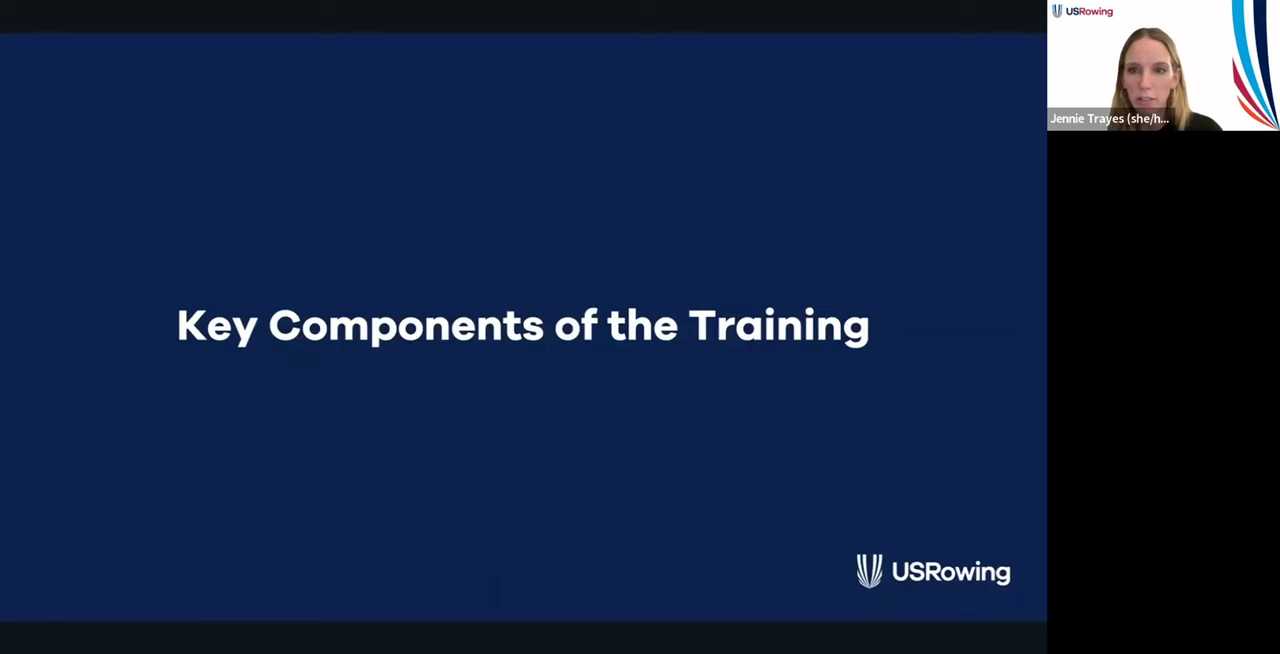 USRowing
Jennie Trayes (she/h...
Key Components of the Training
USRowing